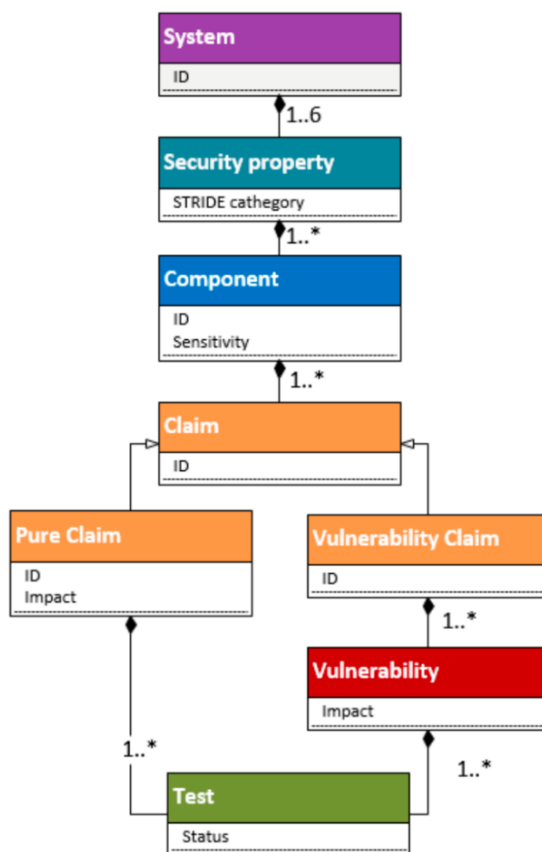 System
ID
1..6
Security property
STRIDE cathegory
1..*
Component
ID
Sensitivity
1..*
Claim
ID
Pure Claim
ID
Impact
Vulnerability Claim
ID
1..*
Vulnerability
Impact
1..*
1..*
Test
Status